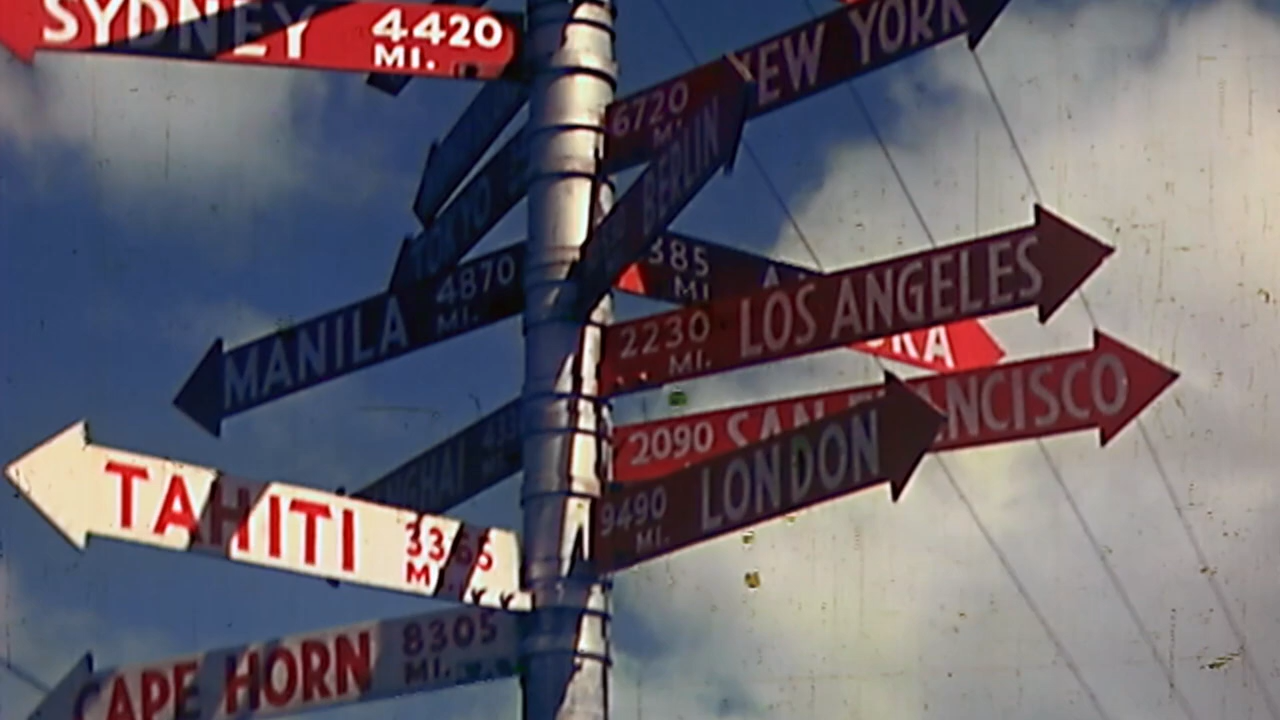 SYDNEY 4420 MI.
NEW YORK
6720 MI.
BERLIN
TOKYO
385 MI
MANILA 4870 MI.
2230 MI. LOS ANGELES
2090 SAN FRANCISCO
9490 MI. LONDON
TAHITI
CAPE HORN 8305 MI.